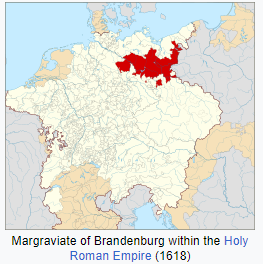 Margraviate of Brandenburg within the Holy
Roman Empire (1618)